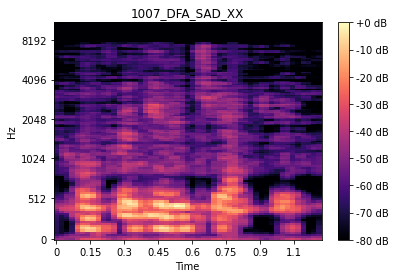 1007_DFA_SAD_XX
Hz
8192
4096
2048
1024
512
0
0 0.15 0.3 0.45 0.6 0.75 0.9 1.1
Time
+0 dB
-10 dB
-20 dB
-30 dB
-40 dB
-50 dB
-60 dB
-70 dB
-80 dB